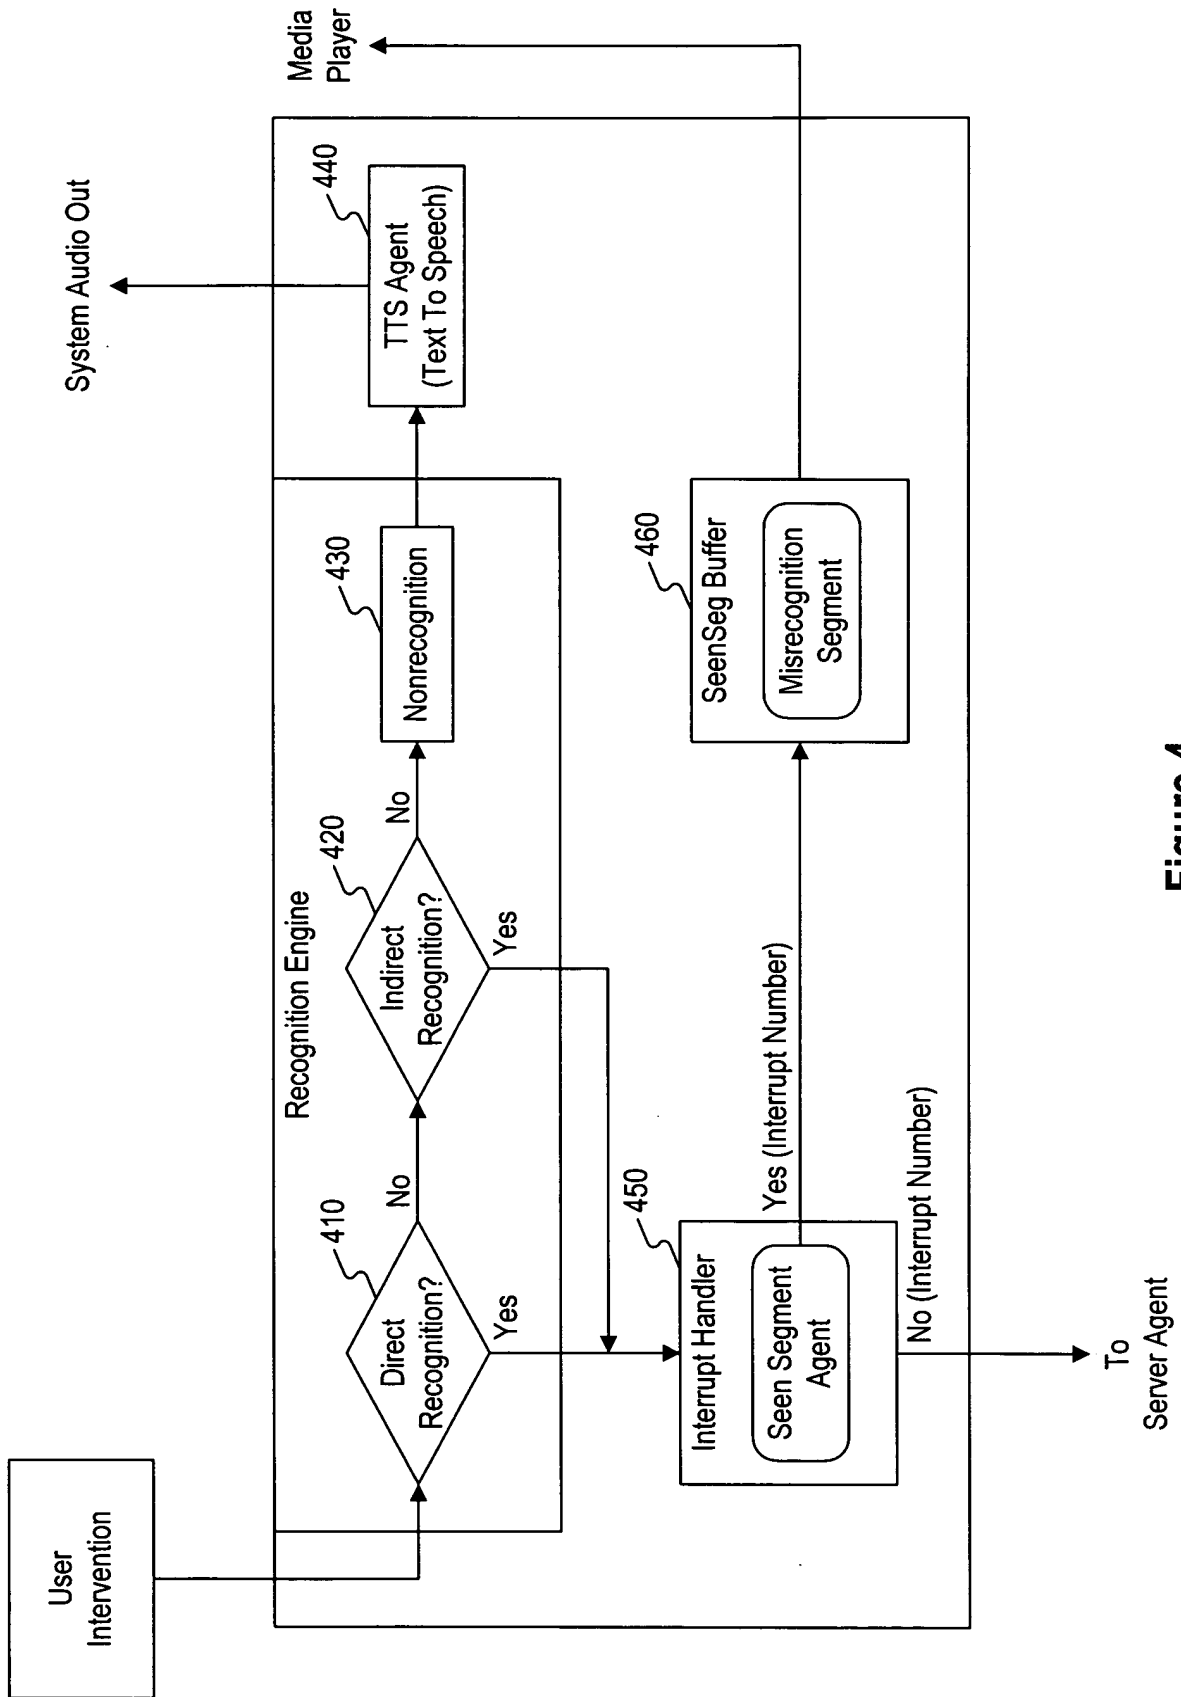 User
Intervention
System Audio Out
Media
Player
Recognition Engine
410
Direct
Recognition?
No
Yes
420
Indirect
Recognition?
No
Yes
430
Nonrecognition
440
TTS Agent
(Text To Speech)
450
Interrupt Handler
Seen Segment
Agent
Yes (Interrupt Number)
No (Interrupt Number)
460
SeenSeg Buffer
Misrecognition
Segment
To
Server Agent
Figure 4